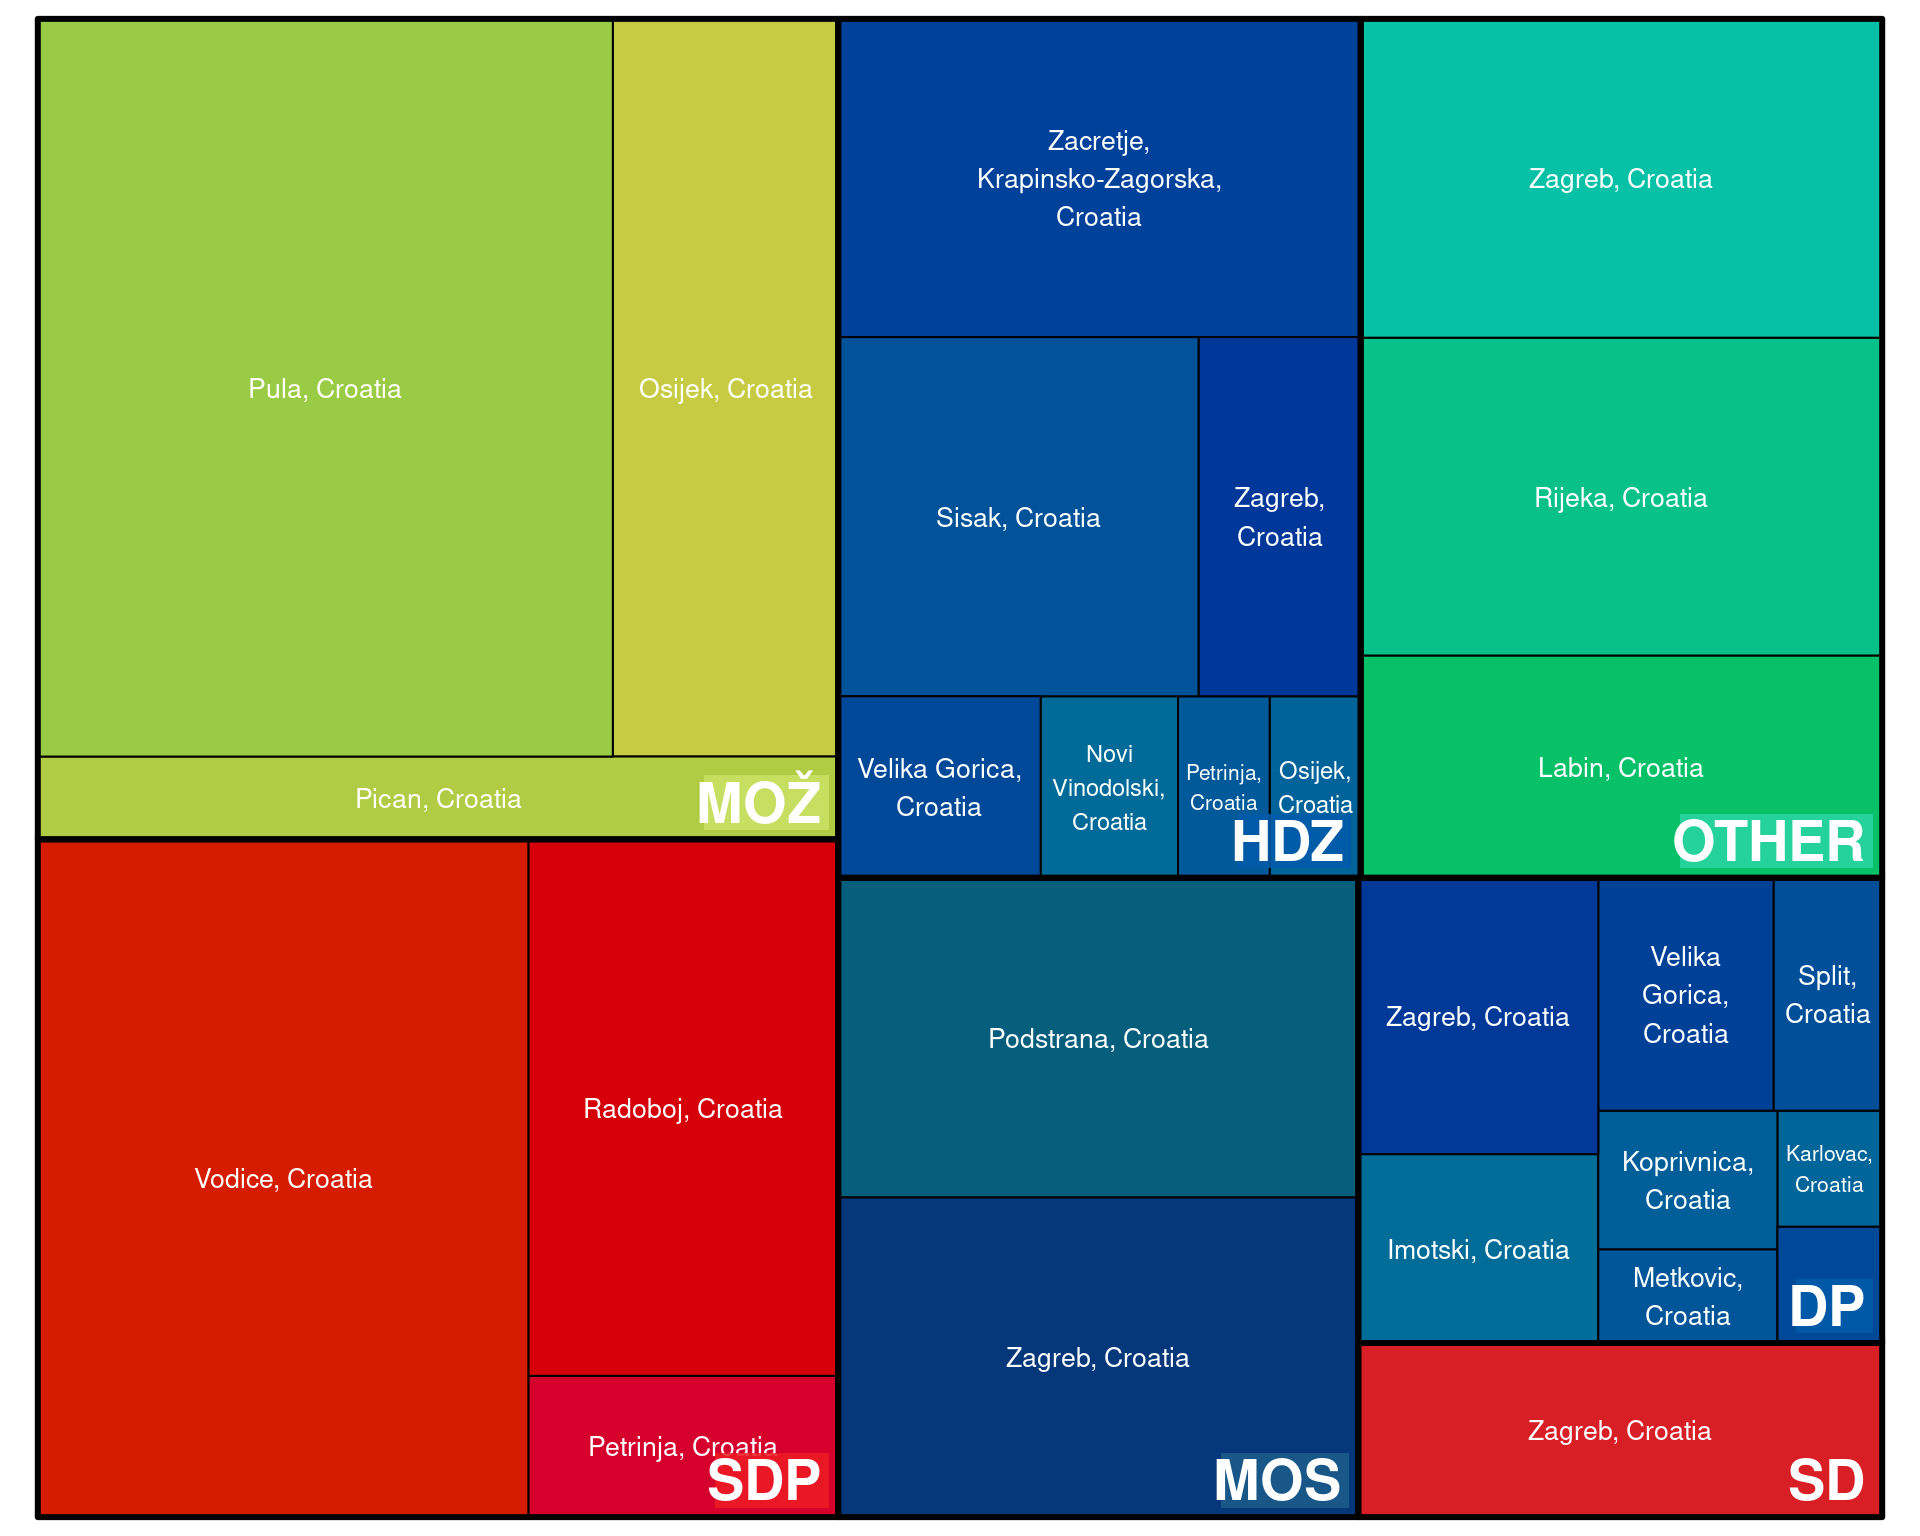 Pula, Croatia
Osijek, Croatia
Pican, Croatia
MOŽ
Zacretje,
Krapinsko-Zagorska,
Croatia
Sisak, Croatia
Zagreb,
Croatia
Velika Gorica,
Croatia
Novi
Vinodolski,
Croatia
Petrinja,
Croatia
Osijek,
Croatia
HDZ
Zagreb, Croatia
Rijeka, Croatia
Labin, Croatia
OTHER
Vodice, Croatia
Radoboj, Croatia
Petrinja, Croatia
SDP
Podstrana, Croatia
Zagreb, Croatia
MOS
Zagreb, Croatia
Velika
Gorica,
Croatia
Split,
Croatia
Imotski, Croatia
Koprivnica,
Croatia
Karlovac,
Croatia
Metkovic,
Croatia
DP
Zagreb, Croatia
SD